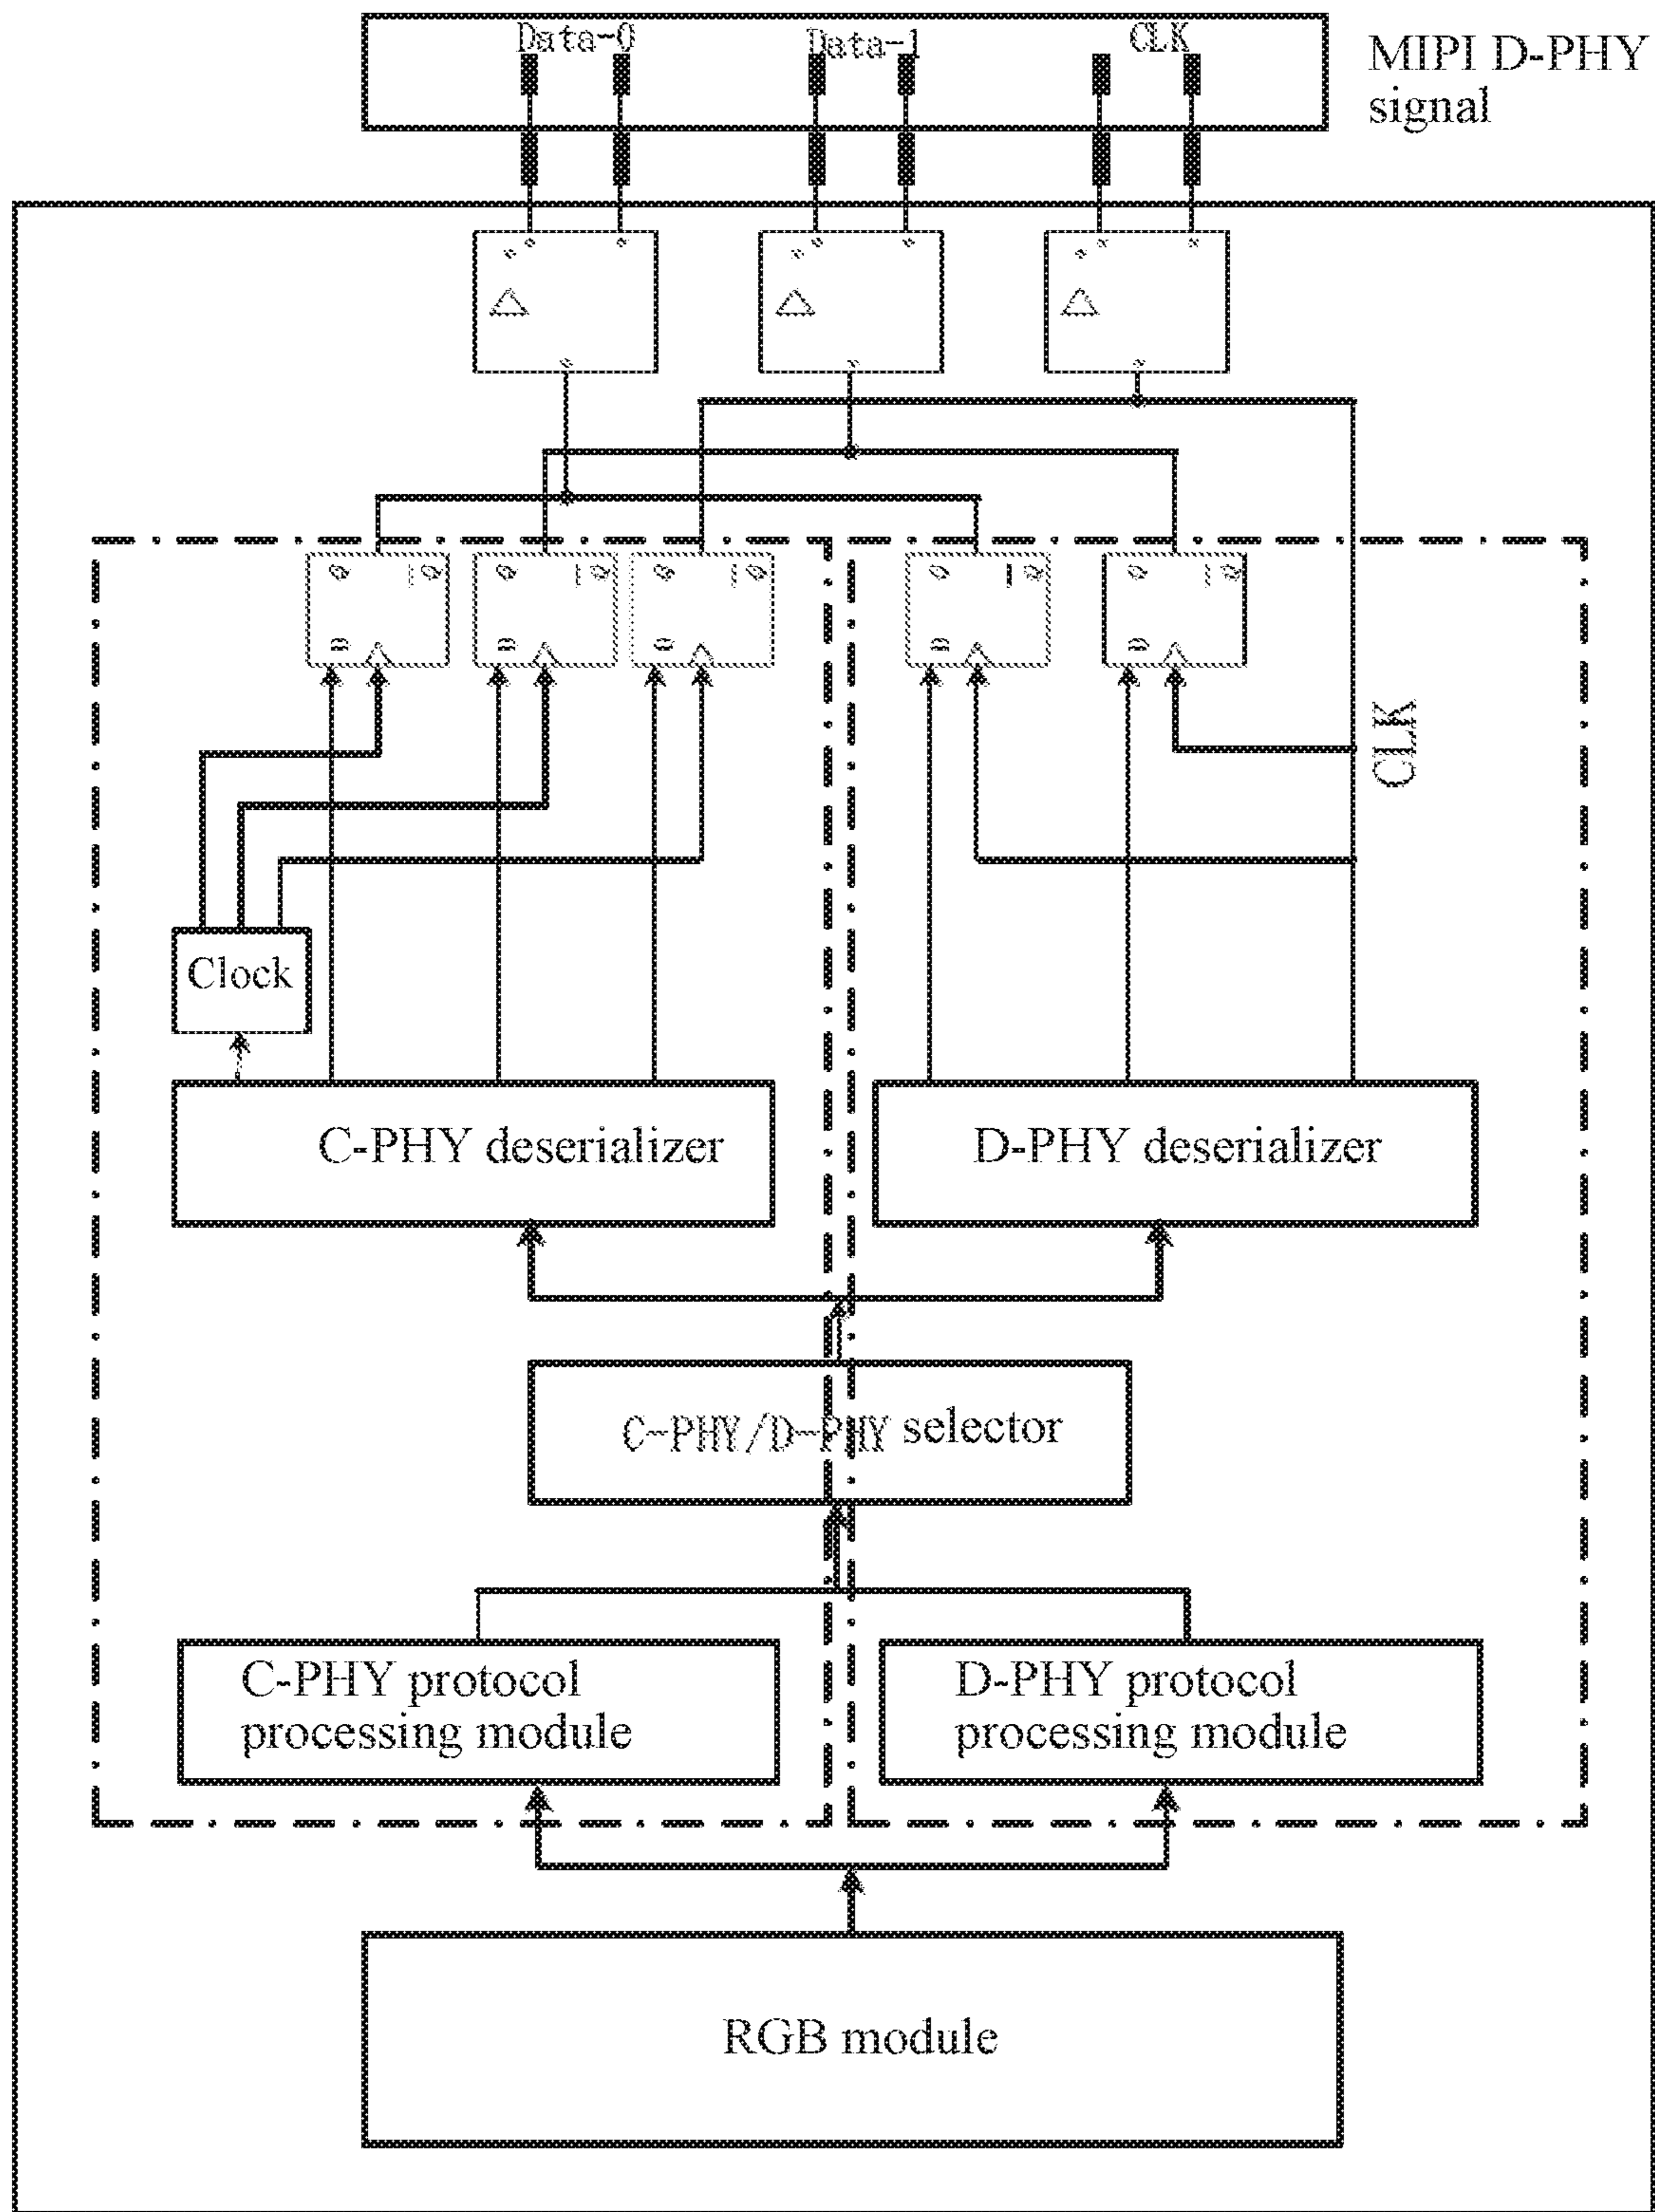 Data-0
Data-1
CLK
MIPI D-PHY
signal
CLK
Clock
C-PHY deserializer
D-PHY deserializer
C-PHY/D-PHY selector
C-PHY protocol
processing module
D-PHY protocol
processing module
RGB module